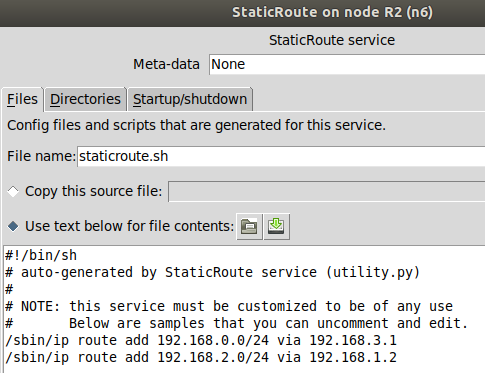 StaticRoute on node R2 (n6)
StaticRoute service
Meta-data None
Files Directories Startup/shutdown
Config files and scripts that are generated for this service.
File name: staticroute.sh
Copy this source file:
Use text below for file contents:
#!/bin/sh
# auto-generated by StaticRoute service (utility.py)
#
# NOTE: this service must be customized to be of any use
#       Below are samples that you can uncomment and edit.
/sbin/ip route add 192.168.0.0/24 via 192.168.3.1
/sbin/ip route add 192.168.2.0/24 via 192.168.1.2